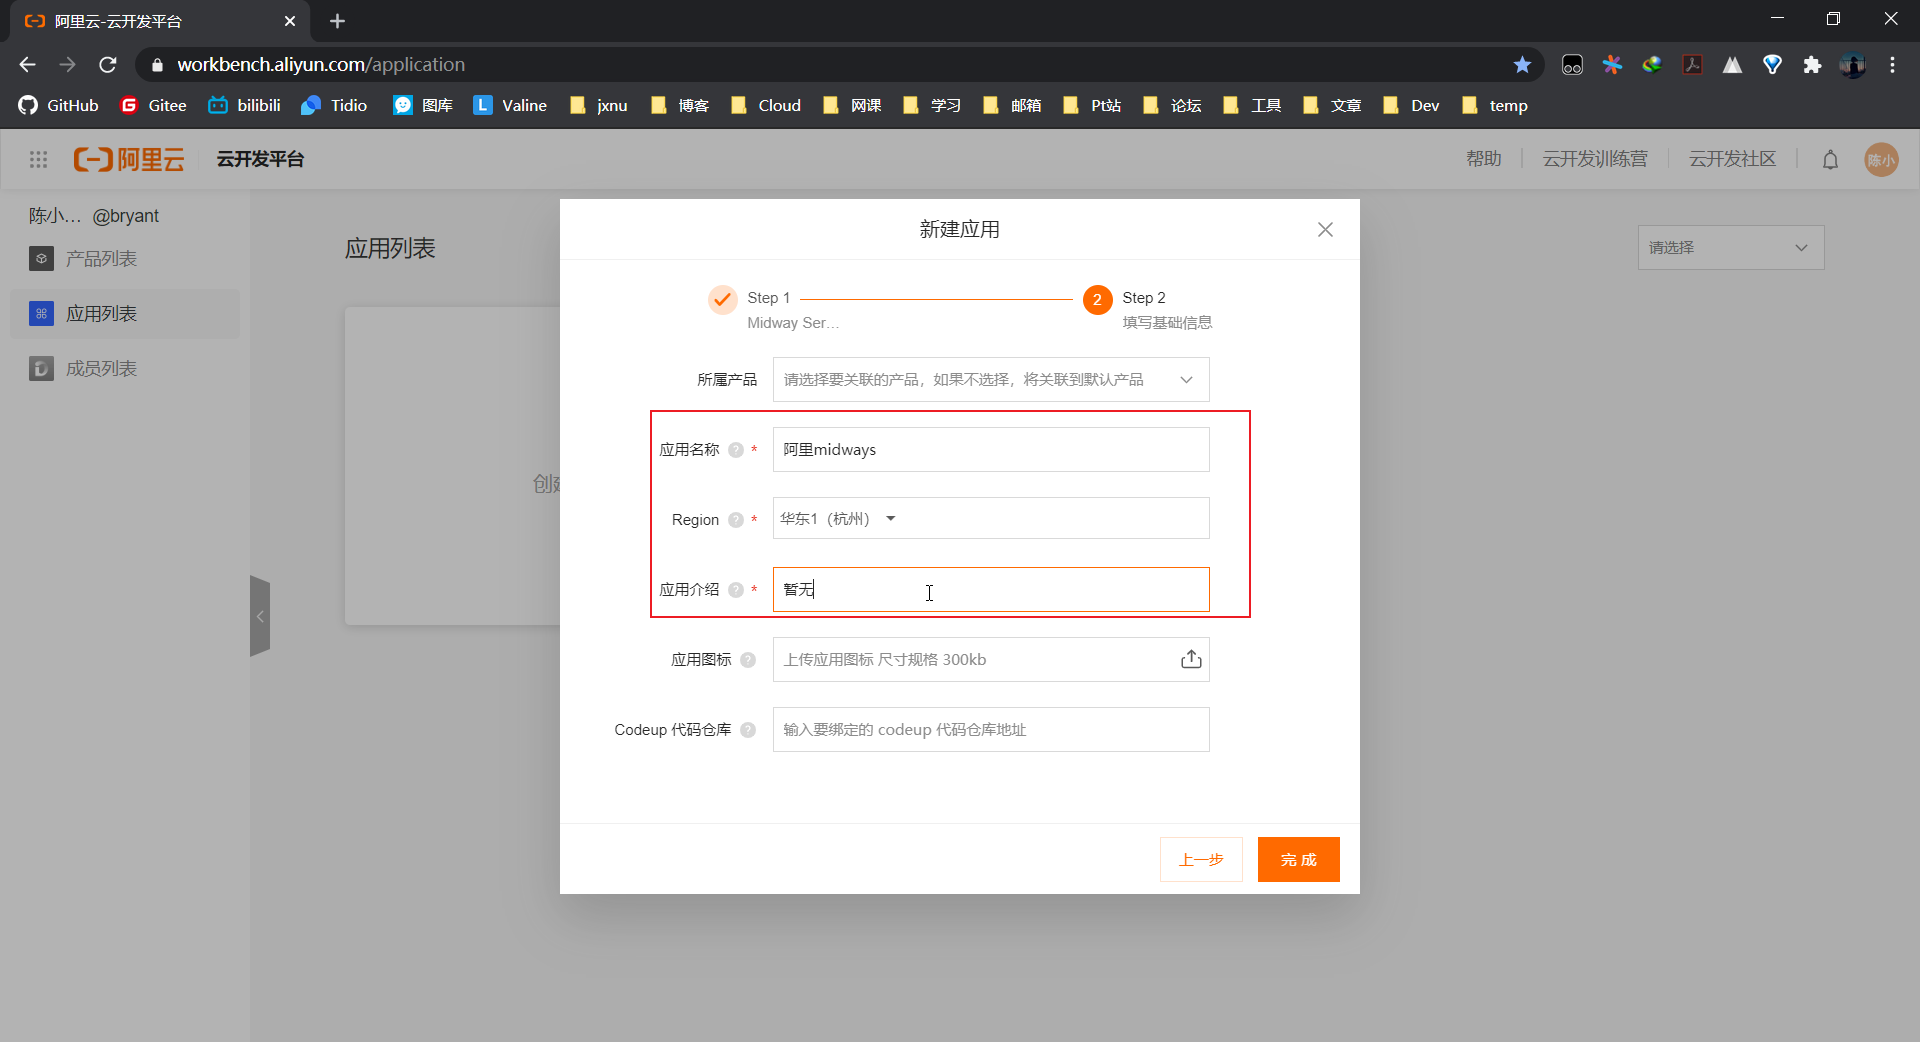 阿里云-云开发平台
workbench.aliyun.com/application
GitHub Gitee bilibili Tidio 图库 L Valine jxnu 博客 Cloud 网课 学习 邮箱 Pt站 论坛 工具 文章 Dev temp
阿里云 云开发平台 帮助 云开发训练营 云开发社区 陈小
陈小... @bryant
产品列表
应用列表
成员列表
应用列表
请选择
新建应用
Step 1
Midway Ser...
2 Step 2
填写基础信息
所属产品 请选择要关联的产品，如果不选择，将关联到默认产品
应用名称 ? * 阿里midways
Region ? * 华东1（杭州）
应用介绍 ? * 暂无
应用图标 ? 上传应用图标 尺寸规格 300kb
Codeup 代码仓库 ? 输入要绑定的 codeup 代码仓库地址
上一步 完成